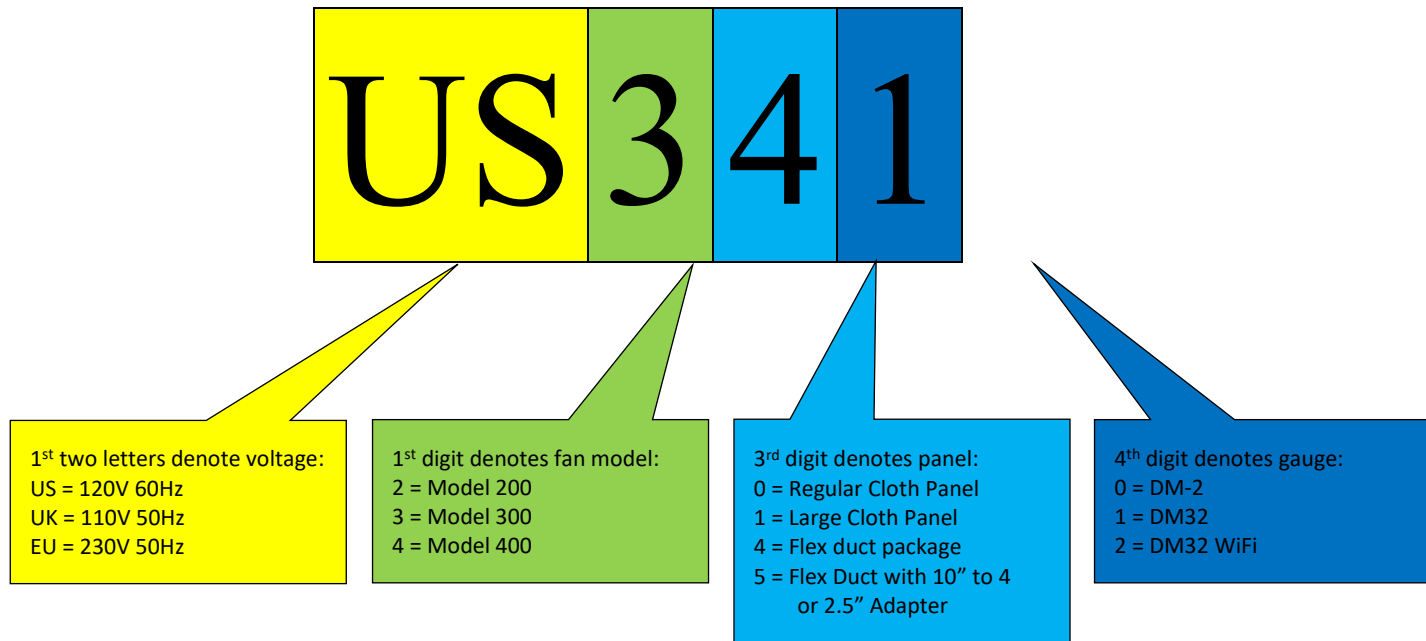 US341
1st two letters denote voltage:
US = 120V 60Hz
UK = 110V 50Hz
EU = 230V 50Hz
1st digit denotes fan model:
2 = Model 200
3 = Model 300
4 = Model 400
3rd digit denotes panel:
0 = Regular Cloth Panel
1 = Large Cloth Panel
4 = Flex duct package
5 = Flex Duct with 10” to 4
or 2.5” Adapter
4th digit denotes gauge:
0 = DM-2
1 = DM32
2 = DM32 WiFi